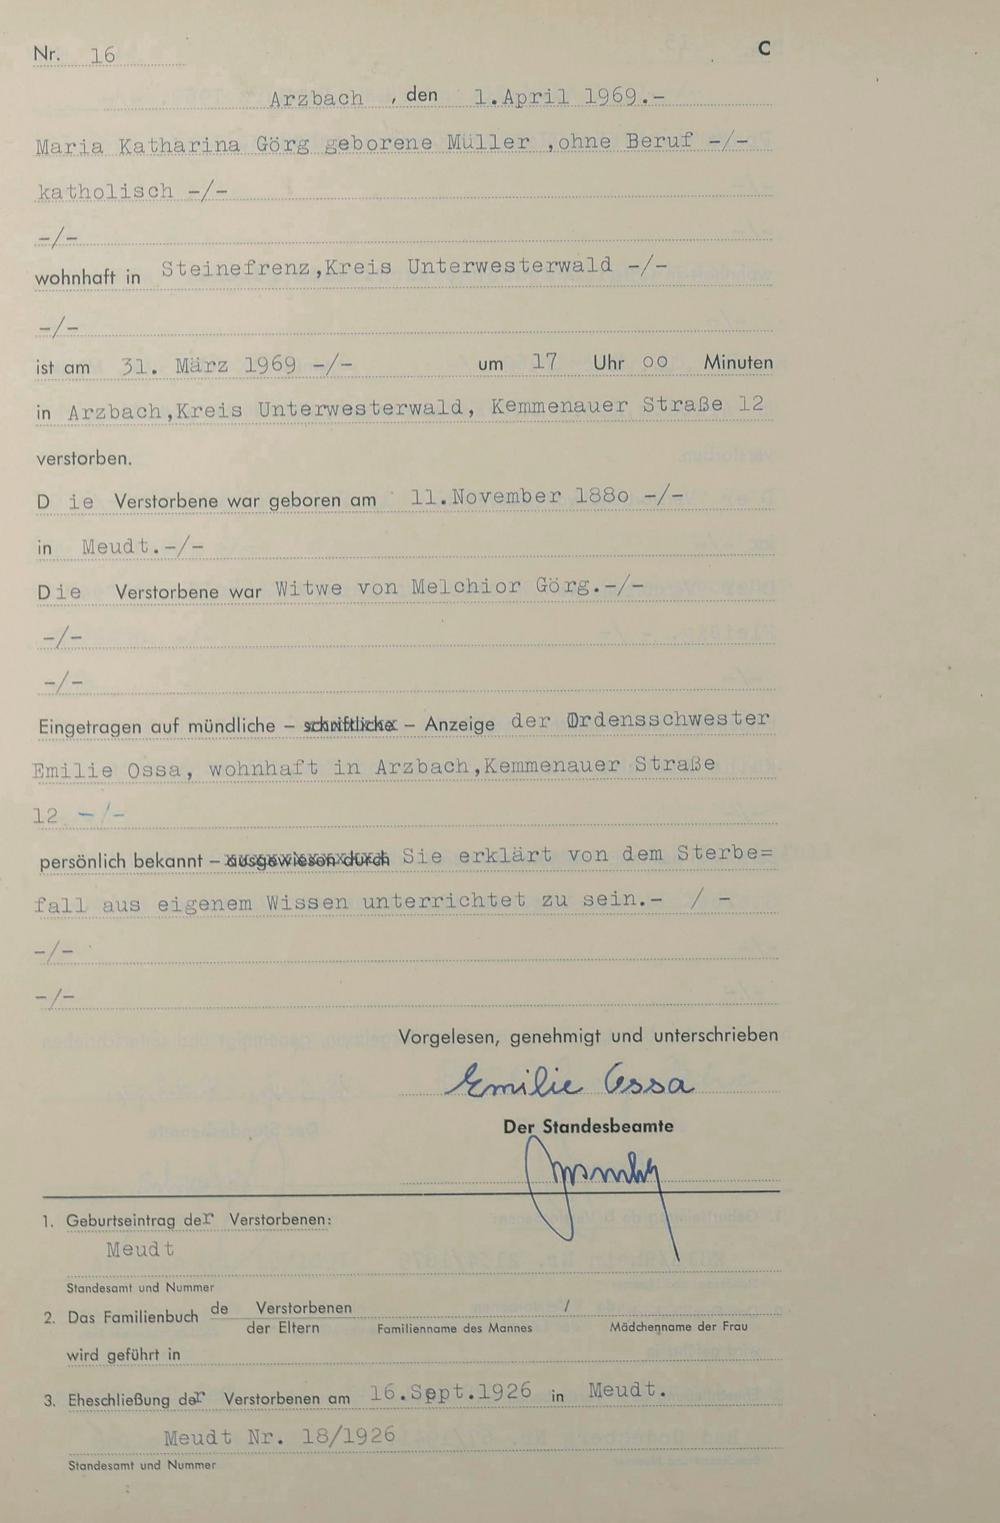 Nr. 16 C
Arzbach , den 1.April 1969.-
Maria Katharina Görg geborene Müller ,ohne Beruf -/-
katholisch -/-
-/-
wohnhaft in Steinefrenz,Kreis Unterwesterwald -/-
-/-
ist am 31. März 1969 -/- um 17 Uhr oo Minuten
in Arzbach,Kreis Unterwesterwald, Kemmenauer Straße 12
verstorben.
D ie Verstorbene war geboren am 11.November 188o -/-
in Meudt.-/-
Die Verstorbene war Witwe von Melchior Görg.-/-
-/-
-/-
Eingetragen auf mündliche – schriftliche – Anzeige der Ordensschwester
Emilie Ossa, wohnhaft in Arzbach,Kemmenauer Straße
12 -/-
persönlich bekannt – ausgewiesen durch Sie erklärt von dem Sterbe=
fall aus eigenem Wissen unterrichtet zu sein.- / -
-/-
-/-
Vorgelesen, genehmigt und unterschrieben
Emilie Ossa
Der Standesbeamte
1. Geburtseintrag der Verstorbenen:
Meudt
Standesamt und Nummer
2. Das Familienbuch de Verstorbenen /
der Eltern Familienname des Mannes Mädchenname der Frau
wird geführt in
3. Eheschließung der Verstorbenen am 16.Sept.1926 in Meudt.
Meudt Nr. 18/1926
Standesamt und Nummer